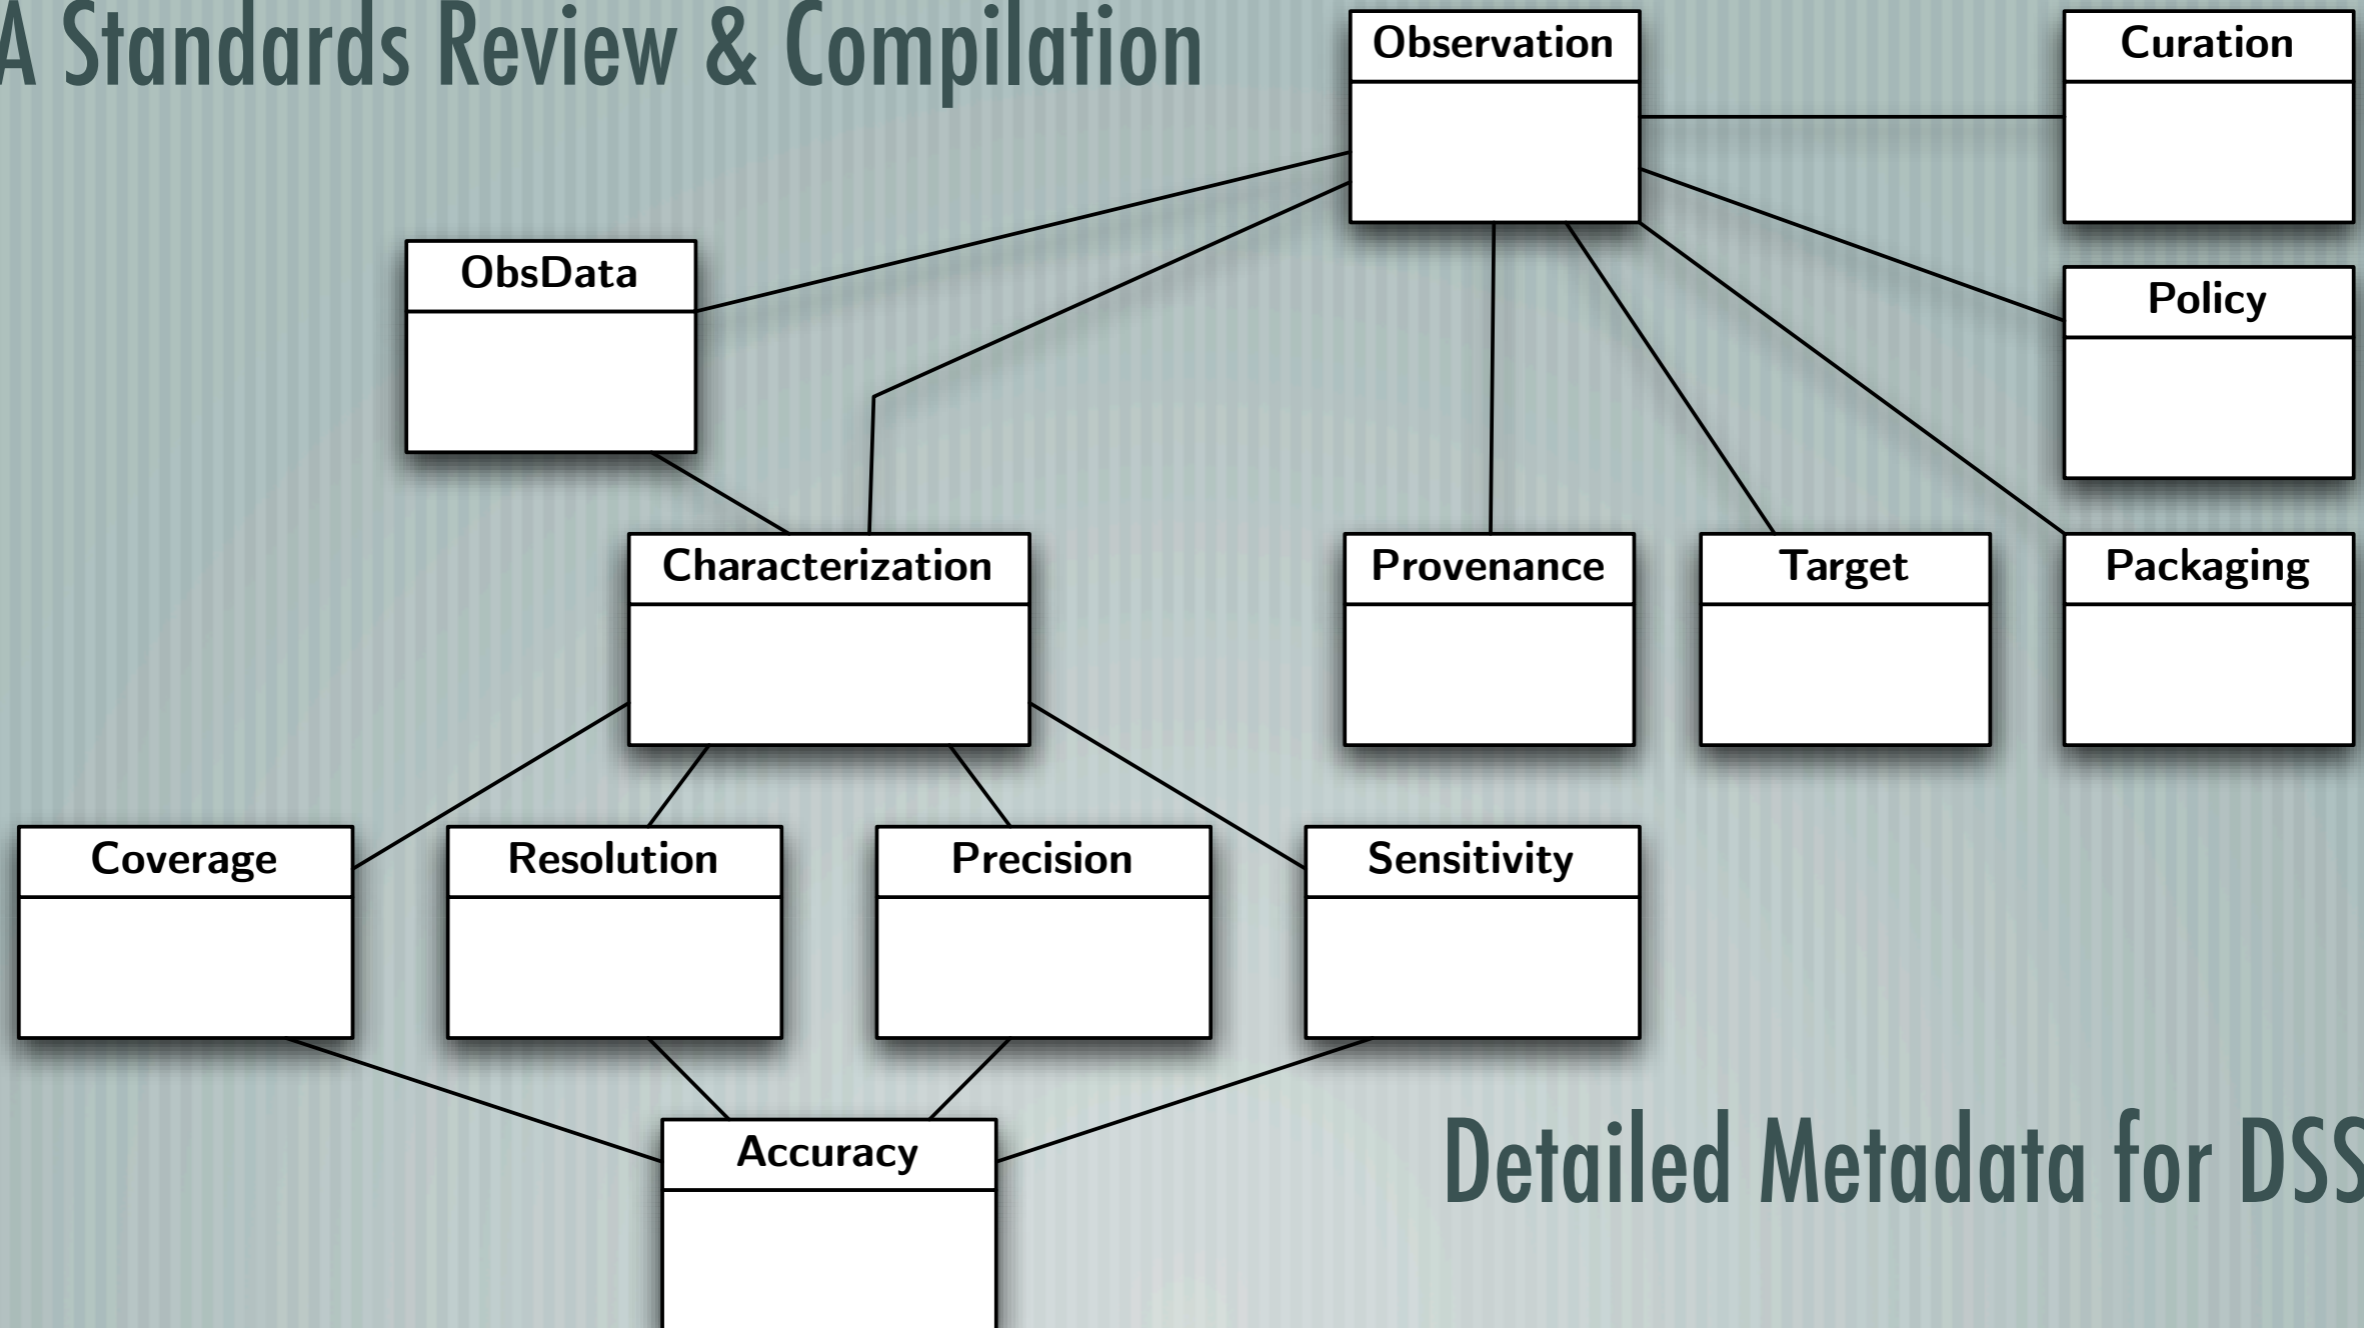 A Standards Review & Compilation
Observation
Curation
ObsData
Policy
Characterization
Provenance
Target
Packaging
Coverage
Resolution
Precision
Sensitivity
Accuracy
Detailed Metadata for DSS